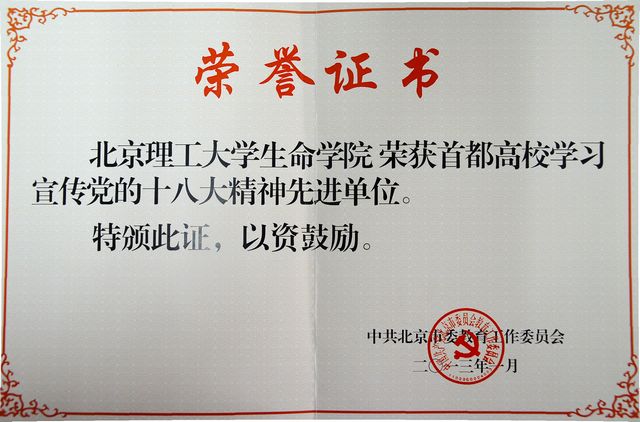 荣誉证书
北京理工大学生命学院 荣获首都高校学习
宣传党的十八大精神先进单位。
特颁此证，以资鼓励。
中共北京市委教育工作委员会
二〇一三年一月